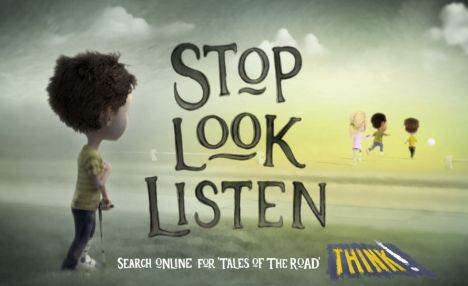 STOP
LOOK
LISTEN
SEARCH ONLINE FOR 'TALES OF THE ROAD'
THINK!